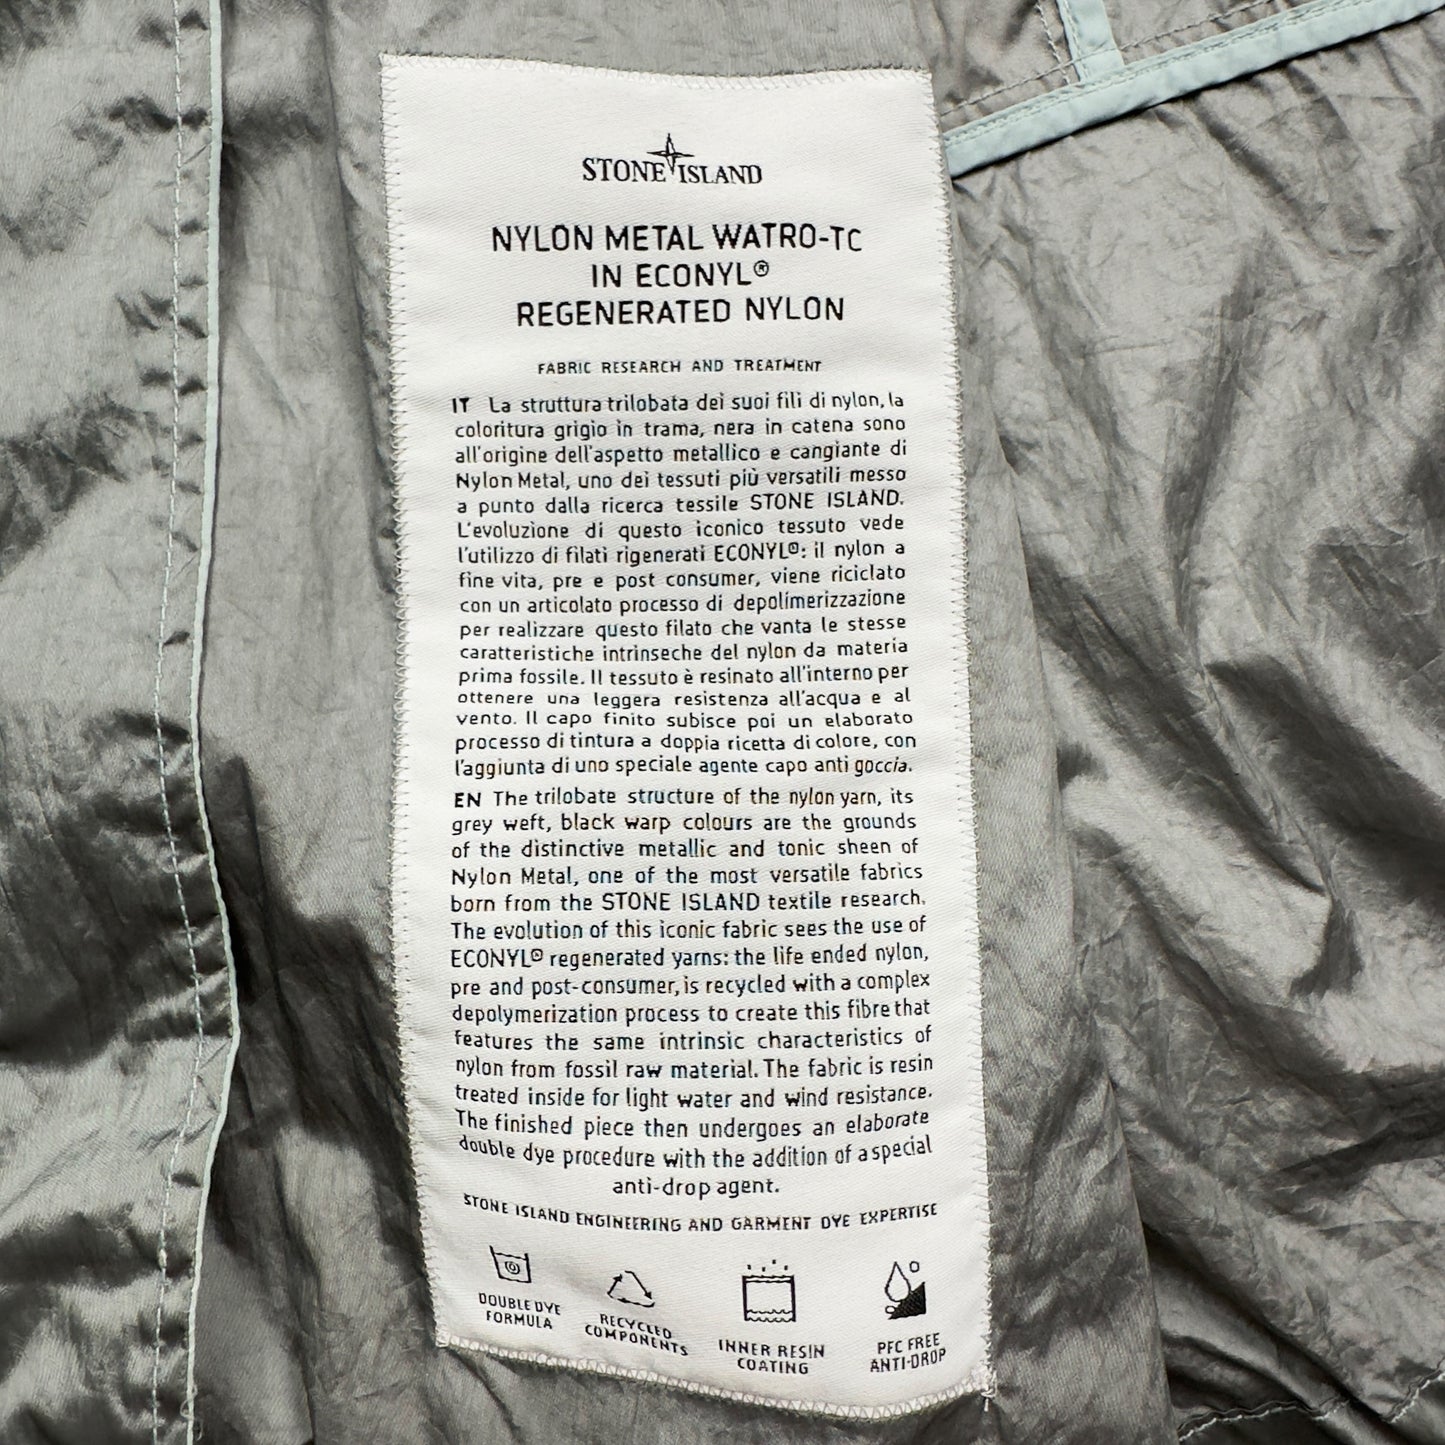 STONE ISLAND
NYLON METAL WATRO-TC
IN ECONYL®
REGENERATED NYLON
FABRIC RESEARCH AND TREATMENT
IT La struttura trilobata dei suoi fili di nylon, la
coloritura grigio in trama, nera in catena sono
all'origine dell'aspetto metallico e cangiante di
Nylon Metal, uno dei tessuti più versatili messo
a punto dalla ricerca tessile STONE ISLAND.
L'evoluzione di questo iconico tessuto vede
l'utilizzo di filati rigenerati ECONYL®: il nylon a
fine vita, pre e post consumer, viene riciclato
con un articolato processo di depolimerizzazione
per realizzare questo filato che vanta le stesse
caratteristiche intrinseche del nylon da materia
prima fossile. Il tessuto è resinato all'interno per
ottenere una leggera resistenza all'acqua e al
vento. Il capo finito subisce poi un elaborato
processo di tintura a doppia ricetta di colore, con
l'aggiunta di uno speciale agente capo anti goccia.
EN The trilobate structure of the nylon yarn, its
grey weft, black warp colours are the grounds
of the distinctive metallic and tonic sheen of
Nylon Metal, one of the most versatile fabrics
born from the STONE ISLAND textile research.
The evolution of this iconic fabric sees the use of
ECONYL® regenerated yarns: the life ended nylon,
pre and post-consumer, is recycled with a complex
depolymerization process to create this fibre that
features the same intrinsic characteristics of
nylon from fossil raw material. The fabric is resin
treated inside for light water and wind resistance.
The finished piece then undergoes an elaborate
double dye procedure with the addition of a special
anti-drop agent.
STONE ISLAND ENGINEERING AND GARMENT DYE EXPERTISE
DOUBLE DYE
FORMULA
RECYCLED
COMPONENTS
INNER RESIN
COATING
PFC FREE
ANTI-DROP